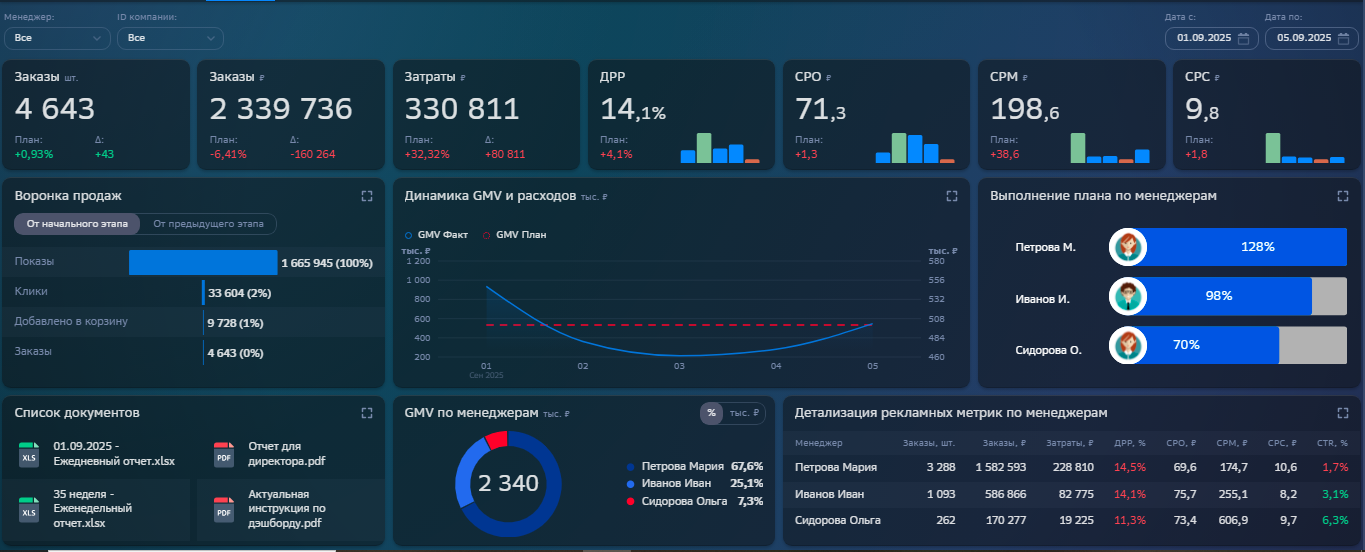 Менеджер:
ID компании:
Дата с:
Дата по:
Все
Все
01.09.2025
05.09.2025
Заказы шт.
4 643
План:
Δ:
+0,93%
+43
Заказы ₽
2 339 736
План:
Δ:
-6,41%
-160 264
Затраты ₽
330 811
План:
Δ:
+32,32%
+80 811
ДРР
14,1%
План:
+4,1%
CPO ₽
71,3
План:
+1,3
CPM ₽
198,6
План:
+38,6
CPC ₽
9,8
План:
+1,8
Воронка продаж
От начального этапа
От предыдущего этапа
Показы
1 665 945 (100%)
Клики
33 604 (2%)
Добавлено в корзину
9 728 (1%)
Заказы
4 643 (0%)
Динамика GMV и расходов тыс. ₽
GMV Факт
GMV План
тыс. ₽
тыс. ₽
1 200
580
1 000
556
800
532
600
508
400
484
200
460
01
02
03
04
05
Сен 2025
Выполнение плана по менеджерам
Петрова М.
128%
Иванов И.
98%
Сидорова О.
70%
Список документов
XLS
01.09.2025 -
Ежедневный отчет.xlsx
PDF
Отчет для
директора.pdf
XLS
35 неделя -
Еженедельный
отчет.xlsx
PDF
Актуальная
инструкция по
дэшборду.pdf
GMV по менеджерам тыс. ₽
%
тыс. ₽
2 340
Петрова Мария 67,6%
Иванов Иван 25,1%
Сидорова Ольга 7,3%
Детализация рекламных метрик по менеджерам
Менеджер Заказы, шт. Заказы, ₽ Затраты, ₽ ДРР, % CPO, ₽ CPM, ₽ CPC, ₽ CTR, %
Петрова Мария 3 288 1 582 593 228 810 14,5% 69,6 174,7 10,6 1,7%
Иванов Иван 1 093 586 866 82 775 14,1% 75,7 255,1 8,2 3,1%
Сидорова Ольга 262 170 277 19 225 11,3% 73,4 606,9 9,7 6,3%